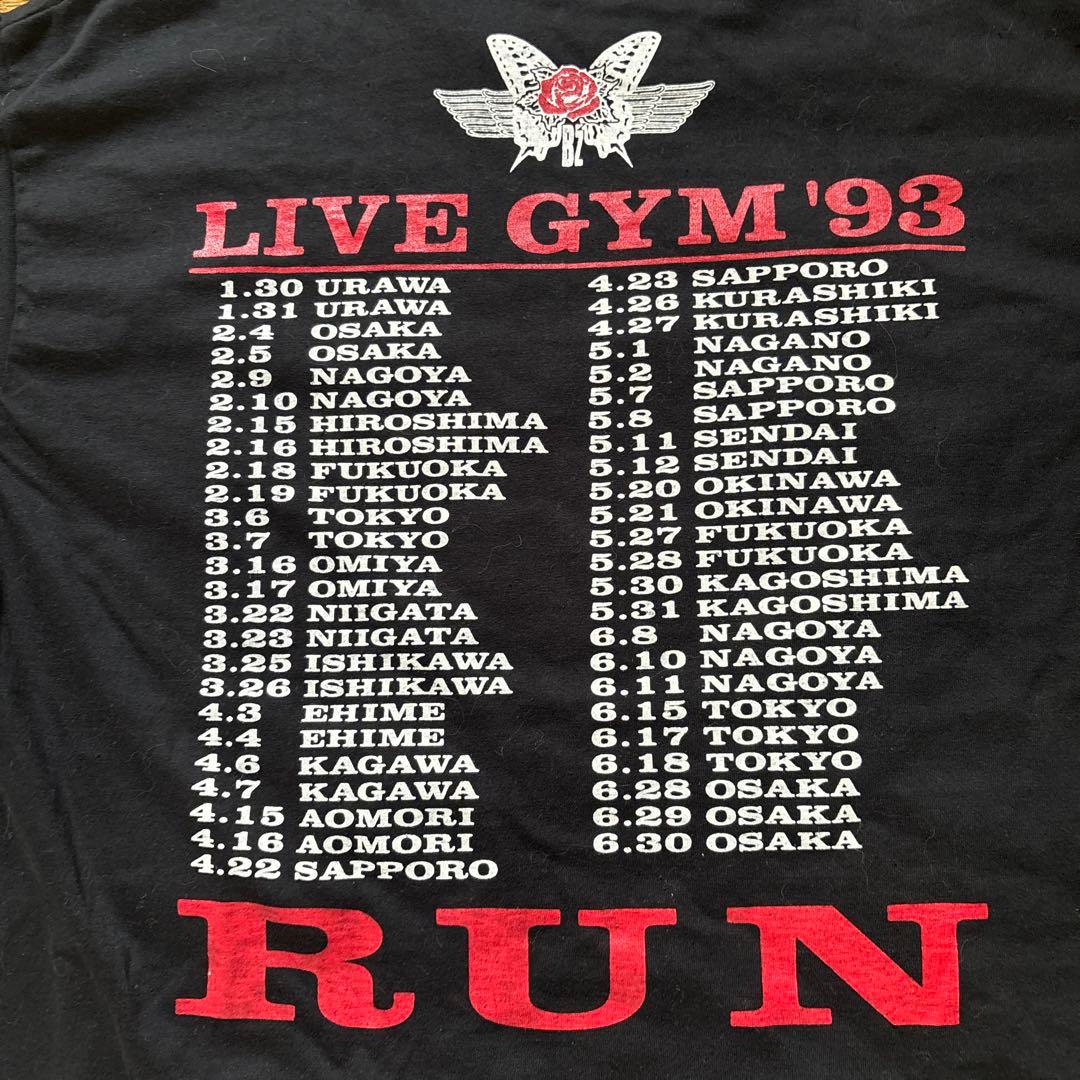 B'z
LIVE GYM '93
1.30 URAWA
1.31 URAWA
2.4 OSAKA
2.5 OSAKA
2.9 NAGOYA
2.10 NAGOYA
2.15 HIROSHIMA
2.16 HIROSHIMA
2.18 FUKUOKA
2.19 FUKUOKA
3.6 TOKYO
3.7 TOKYO
3.16 OMIYA
3.17 OMIYA
3.22 NIIGATA
3.23 NIIGATA
3.25 ISHIKAWA
3.26 ISHIKAWA
4.3 EHIME
4.4 EHIME
4.6 KAGAWA
4.7 KAGAWA
4.15 AOMORI
4.16 AOMORI
4.22 SAPPORO
4.23 SAPPORO
4.26 KURASHIKI
4.27 KURASHIKI
5.1 NAGANO
5.2 NAGANO
5.7 SAPPORO
5.8 SAPPORO
5.11 SENDAI
5.12 SENDAI
5.20 OKINAWA
5.21 OKINAWA
5.27 FUKUOKA
5.28 FUKUOKA
5.30 KAGOSHIMA
5.31 KAGOSHIMA
6.8 NAGOYA
6.10 NAGOYA
6.11 NAGOYA
6.15 TOKYO
6.17 TOKYO
6.18 TOKYO
6.28 OSAKA
6.29 OSAKA
6.30 OSAKA
RUN